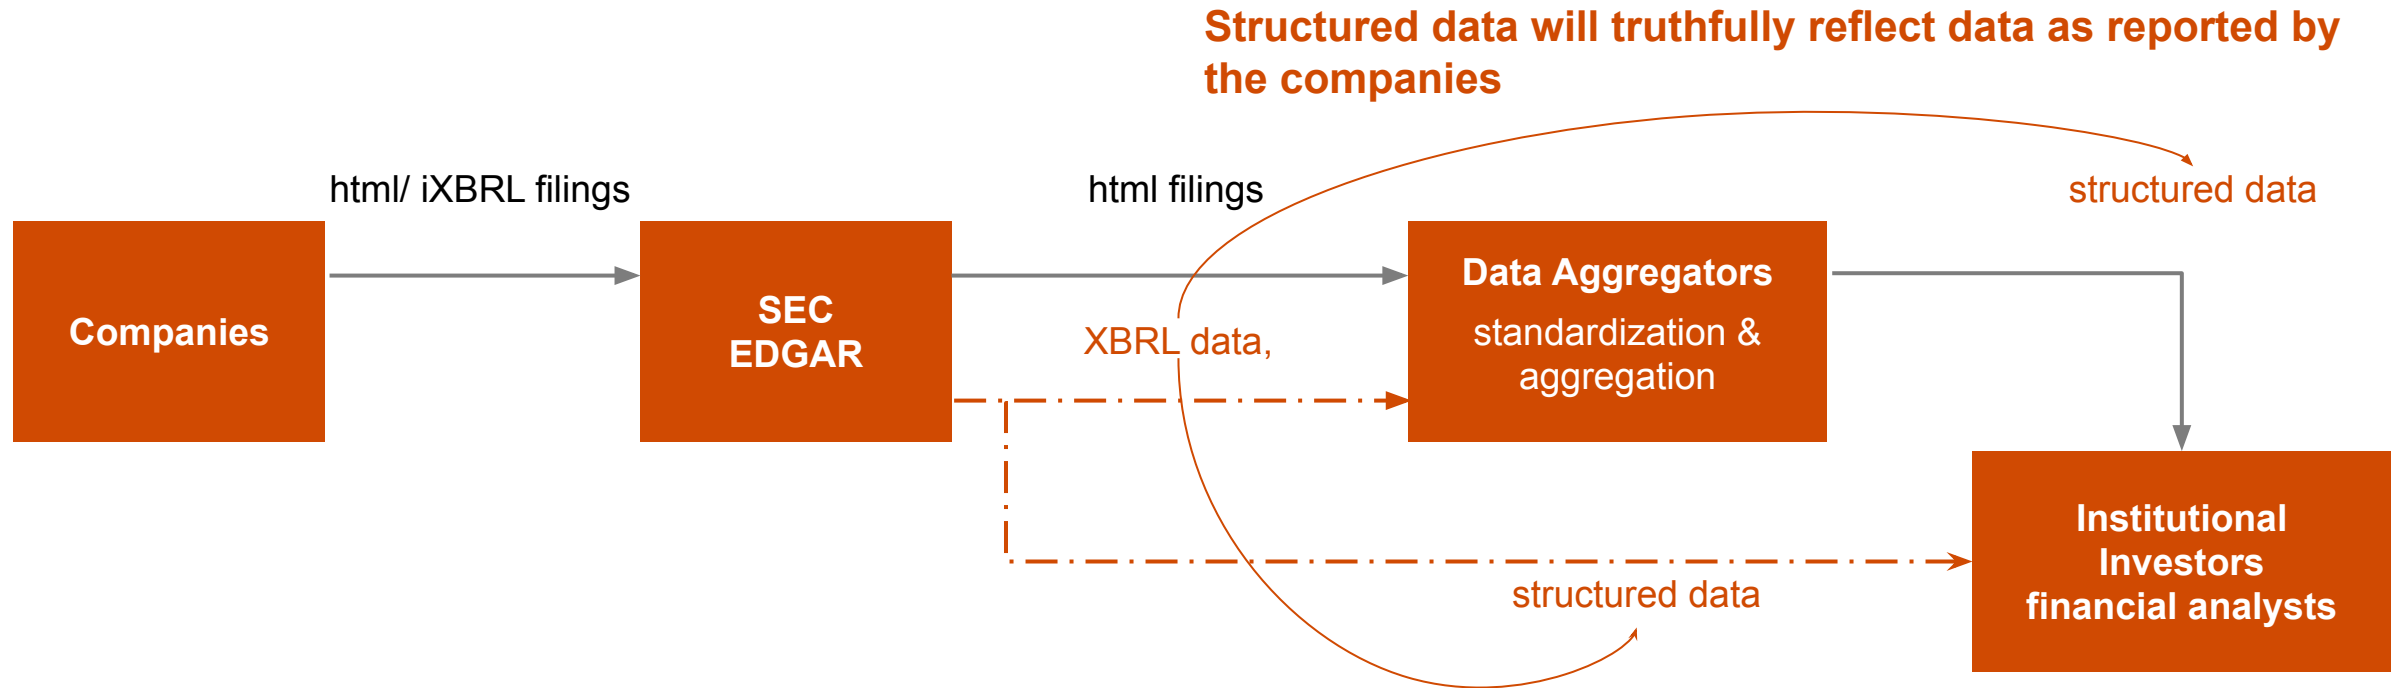 Structured data will truthfully reflect data as reported by
the companies
html/ iXBRL filings
html filings
structured data
Companies
SEC
EDGAR
XBRL data,
Data Aggregators
standardization &
aggregation
structured data
Institutional
Investors
financial analysts